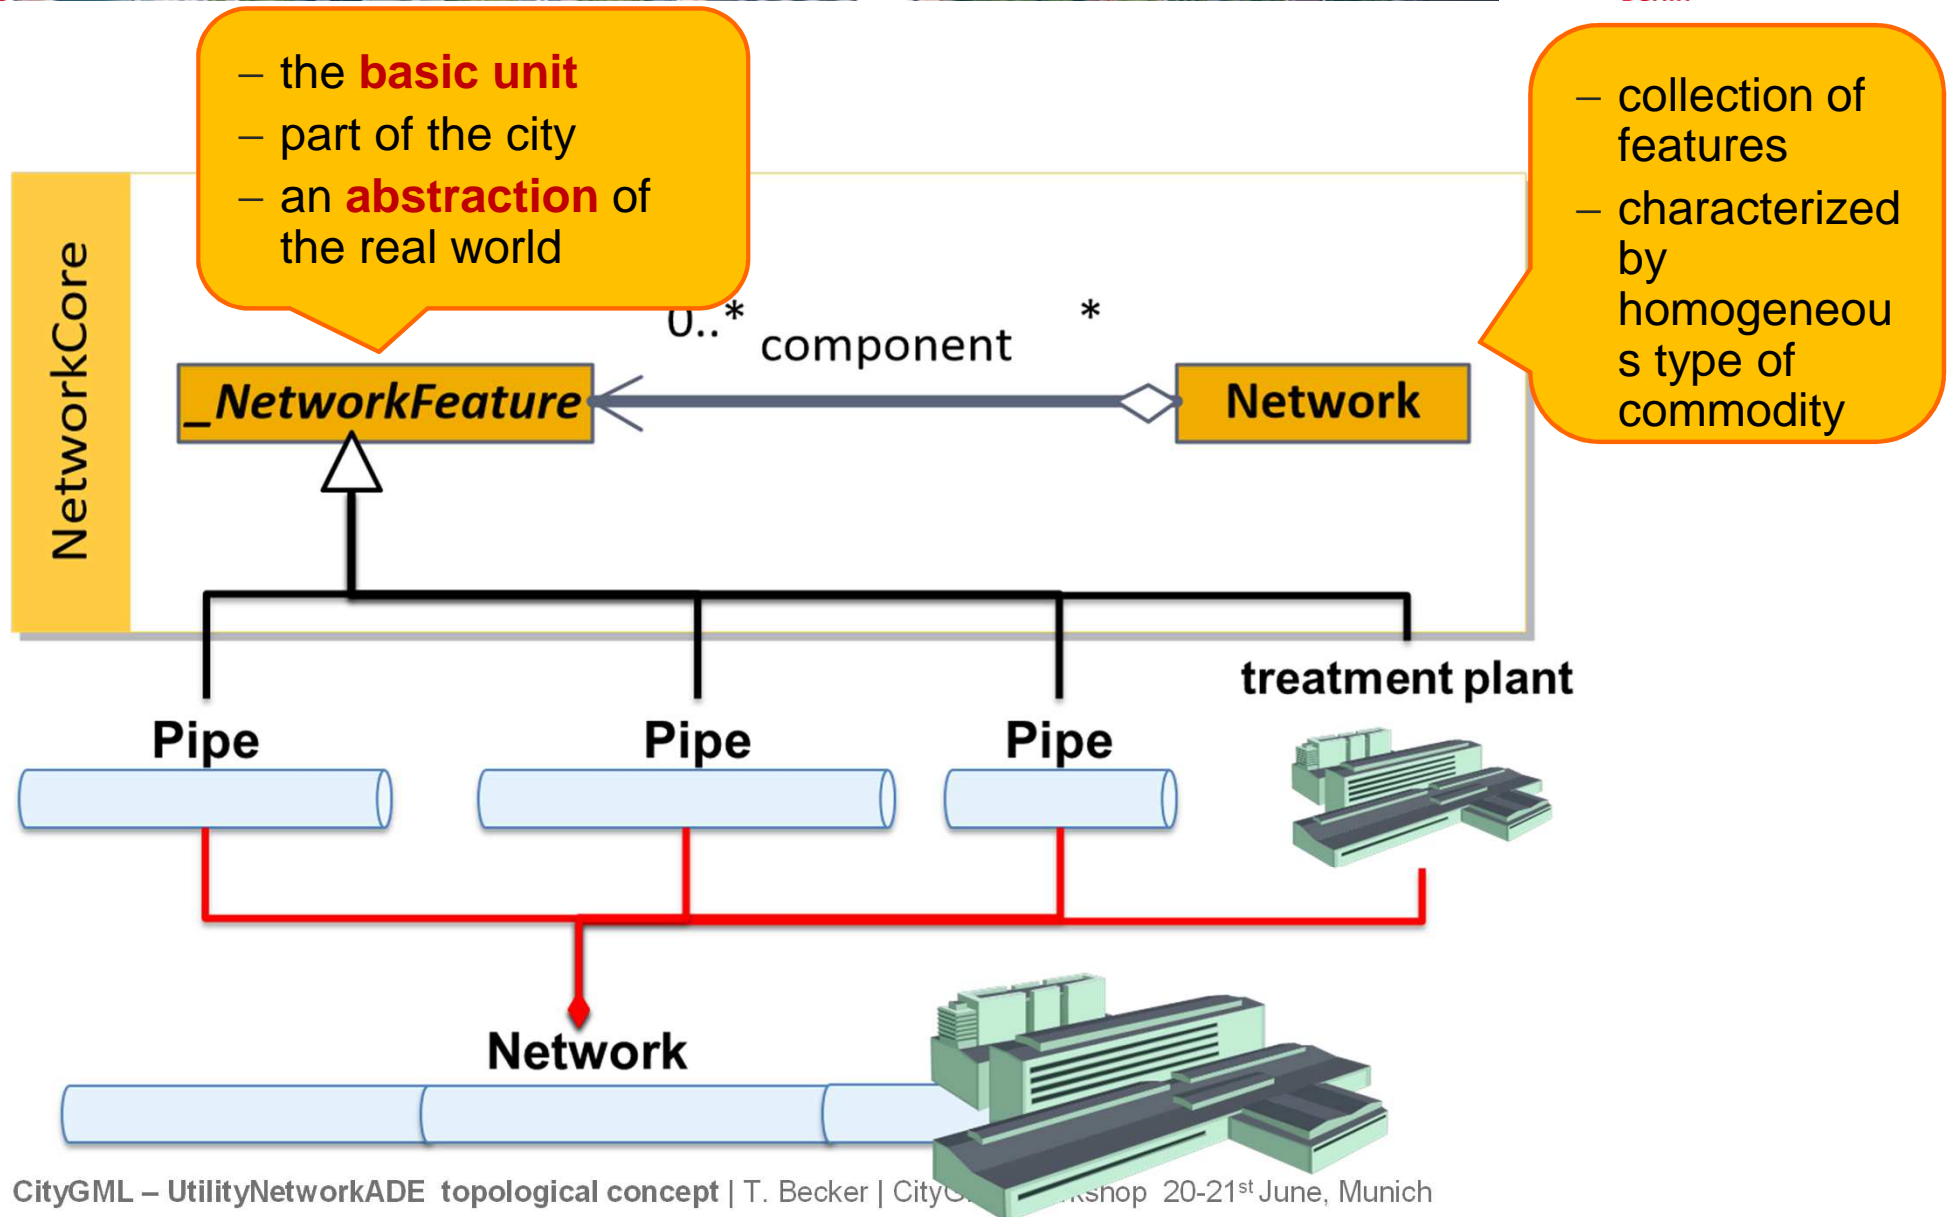 – the basic unit
– part of the city
– an abstraction of
the real world
– collection of
features
– characterized
by
homogeneou
s type of
commodity
NetworkCore
0..*
component
*
_NetworkFeature
Network
treatment plant
Pipe
Pipe
Pipe
Network
CityGML – UtilityNetworkADE topological concept | T. Becker | City kshop 20-21st June, Munich